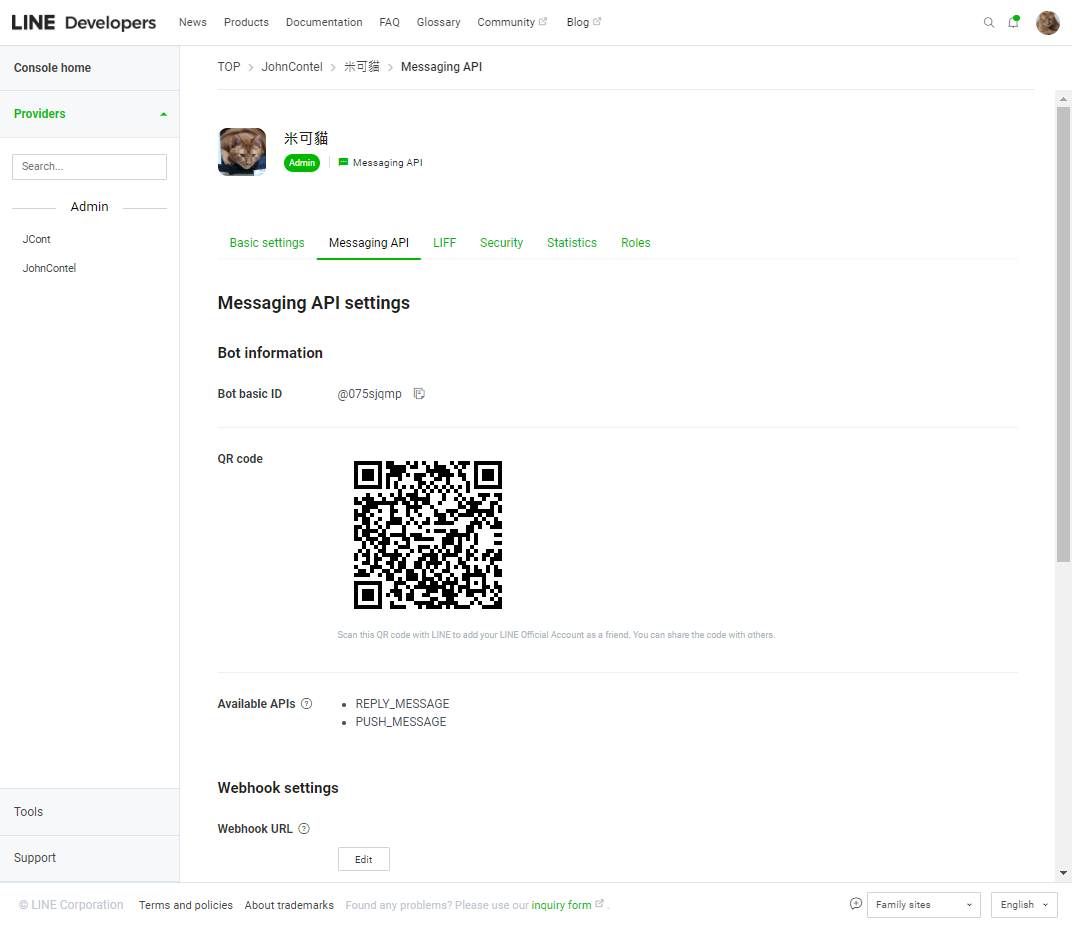 LINE Developers News Products Documentation FAQ Glossary Community Blog
Console home
Providers
Search...
Admin
JCont
JohnContel
Tools
Support
TOP > JohnContel > 米可貓 > Messaging API
米可貓
Admin Messaging API
Basic settings Messaging API LIFF Security Statistics Roles
Messaging API settings
Bot information
Bot basic ID @075sjqmp
QR code
Scan this QR code with LINE to add your LINE Official Account as a friend. You can share the code with others.
Available APIs ? • REPLY_MESSAGE
• PUSH_MESSAGE
Webhook settings
Webhook URL ?
Edit
© LINE Corporation Terms and policies About trademarks Found any problems? Please use our inquiry form . Family sites English